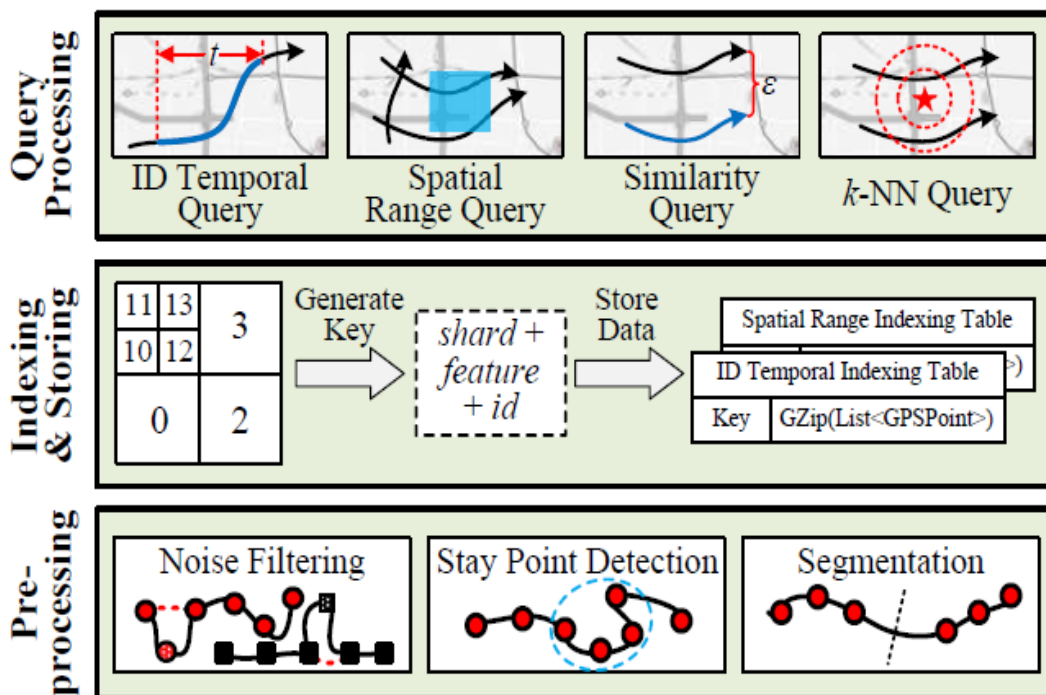 Query
Processing
t
ε
ID Temporal
Query
Spatial
Range Query
Similarity
Query
k-NN Query
Indexing
& Storing
11 13
10 12
3
0
2
Generate
Key
shard +
feature
+ id
Store
Data
Spatial Range Indexing Table
>)
ID Temporal Indexing Table
Key GZip(List<GPSPoint>)
Pre-
processing
Noise Filtering
Stay Point Detection
Segmentation